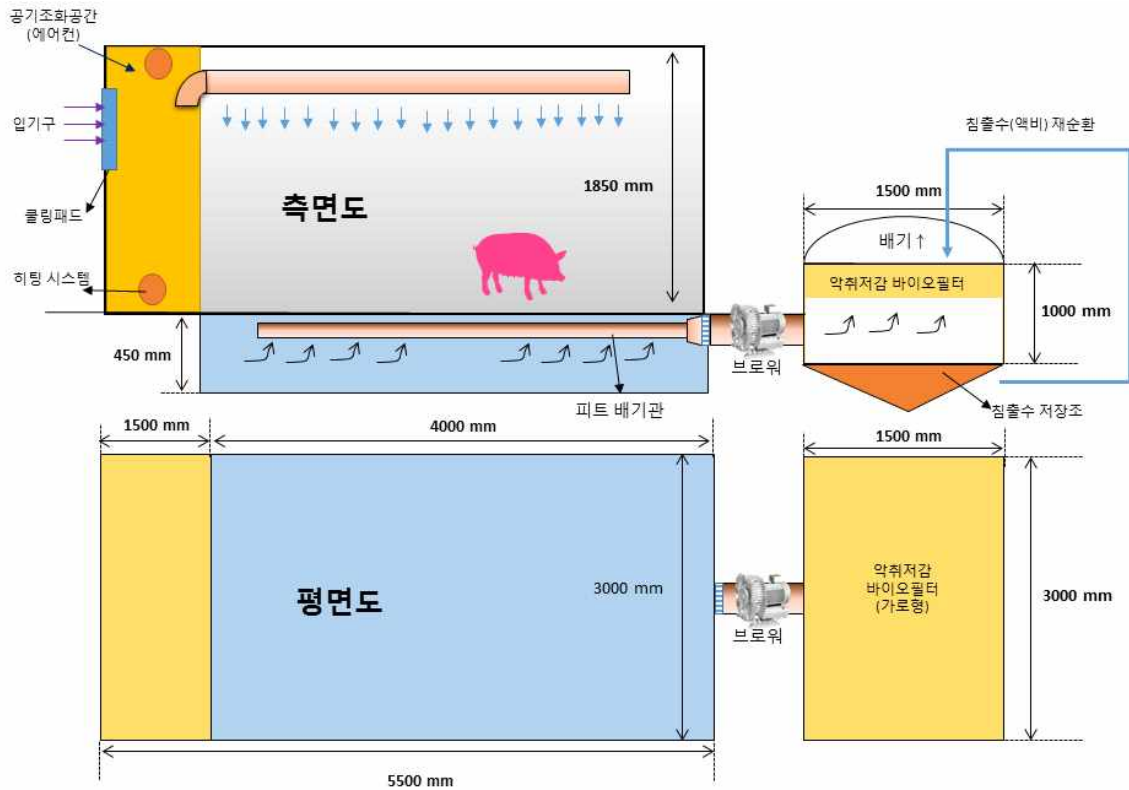 공기조화공간
(에어컨)
입기구
쿨링패드
히팅 시스템
측면도
1850 mm
450 mm
피트 배기관
브로워
침출수(액비) 재순환
1500 mm
배기↑
악취저감 바이오필터
1000 mm
침출수 저장조
1500 mm
4000 mm
1500 mm
평면도
3000 mm
브로워
악취저감
바이오필터
(가로형)
3000 mm
5500 mm